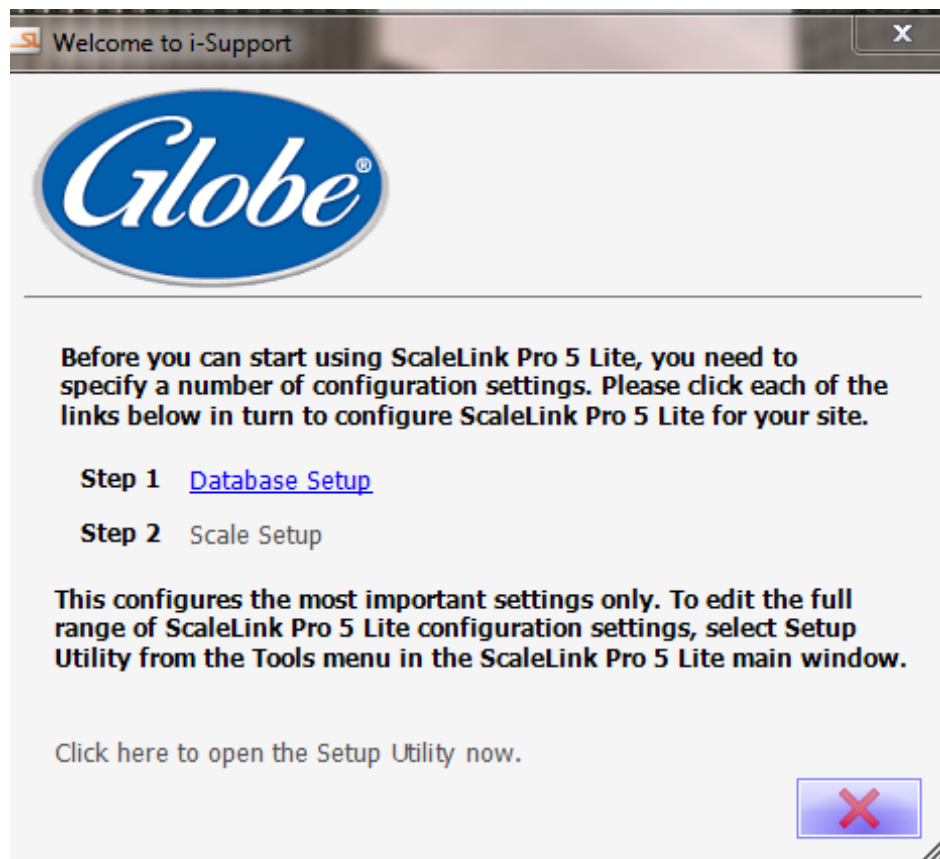 SL Welcome to i-Support
x
Globe®
Before you can start using ScaleLink Pro 5 Lite, you need to
specify a number of configuration settings. Please click each of the
links below in turn to configure ScaleLink Pro 5 Lite for your site.
Step 1 Database Setup
Step 2 Scale Setup
This configures the most important settings only. To edit the full
range of ScaleLink Pro 5 Lite configuration settings, select Setup
Utility from the Tools menu in the ScaleLink Pro 5 Lite main window.
Click here to open the Setup Utility now.